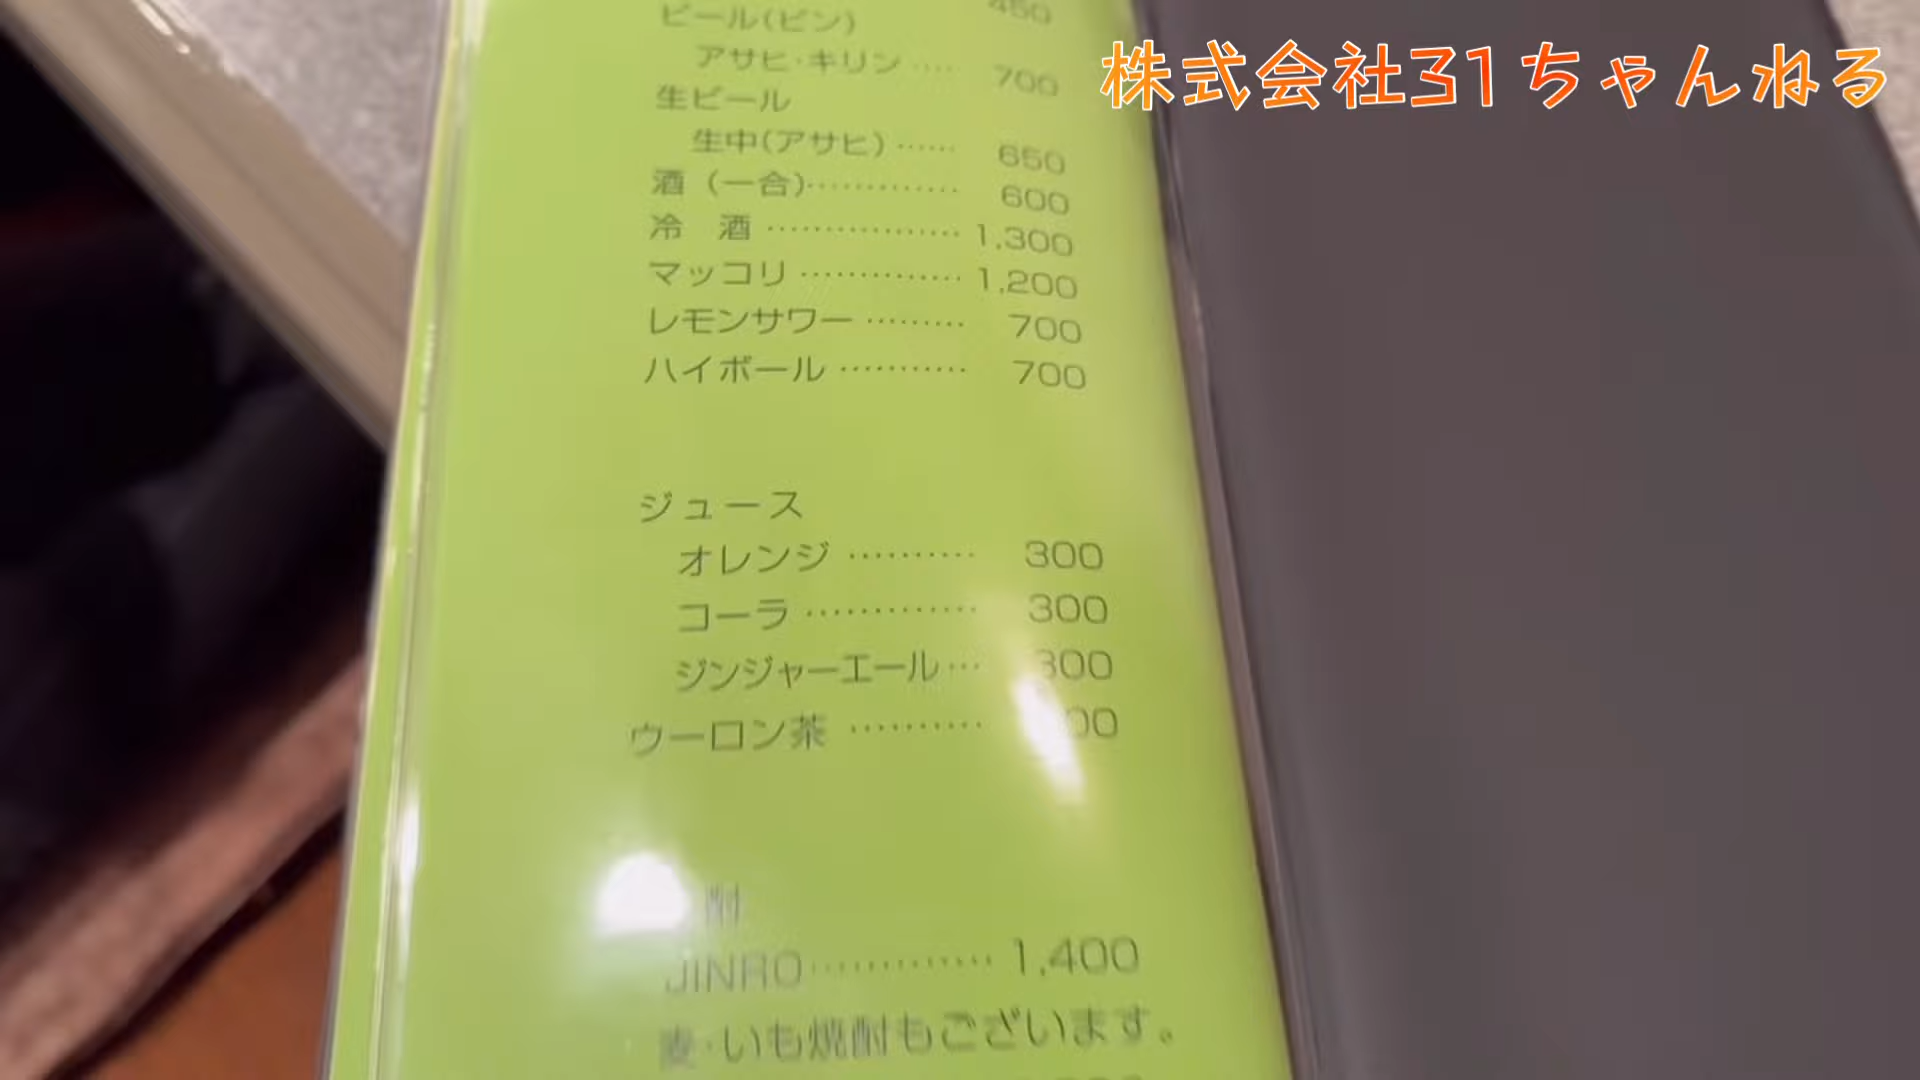 450
ビール(ビン)
アサヒ・キリン …… 700
生ビール
生中(アサヒ) …… 650
酒 (一合) ………… 600
冷 酒 ……………… 1,300
マッコリ …………… 1,200
レモンサワー ……… 700
ハイボール ………… 700
ジュース
オレンジ ………… 300
コーラ …………… 300
ジンジャーエール … 300
ウーロン茶 …………
酎
JINRO …………… 1,400
麦・いも焼酎もございます。
株式会社31ちゃんねる